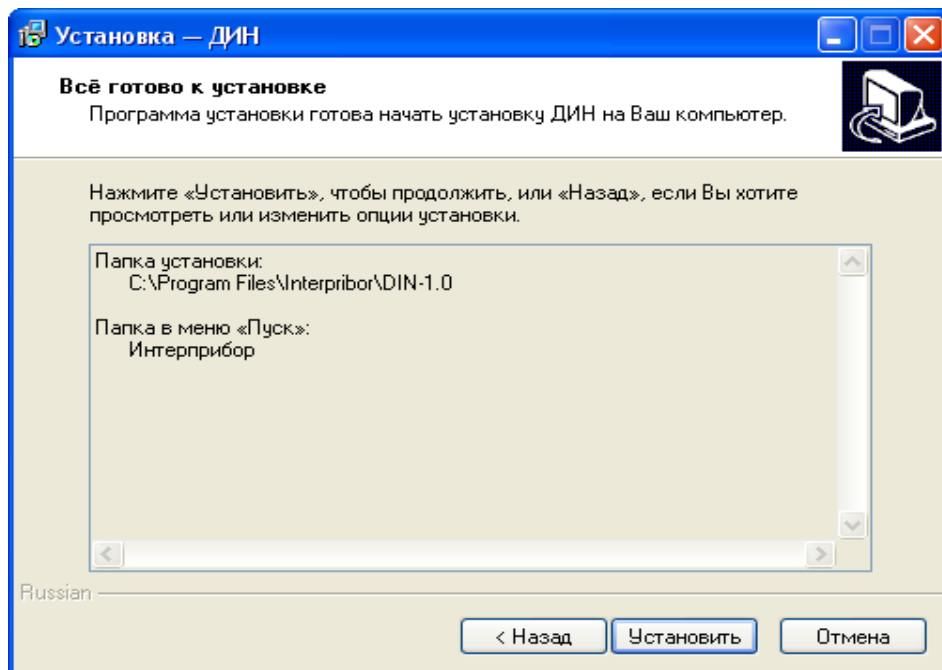 Установка — ДИН
Всё готово к установке
Программа установки готова начать установку ДИН на Ваш компьютер.
Нажмите «Установить», чтобы продолжить, или «Назад», если Вы хотите
просмотреть или изменить опции установки.
Папка установки:
C:\Program Files\Interpribor\DIN-1.0
Папка в меню «Пуск»:
Интерприбор
Russian
< Назад
Установить
Отмена